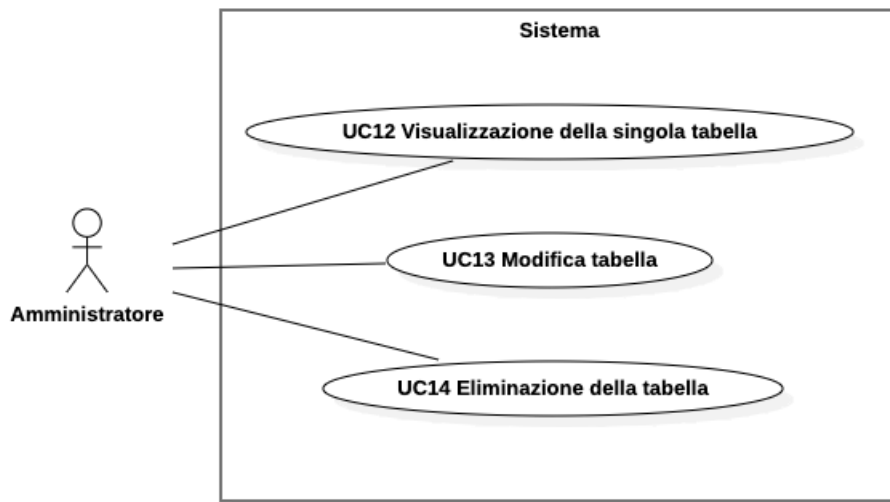 Sistema
UC12 Visualizzazione della singola tabella
UC13 Modifica tabella
Amministratore
UC14 Eliminazione della tabella